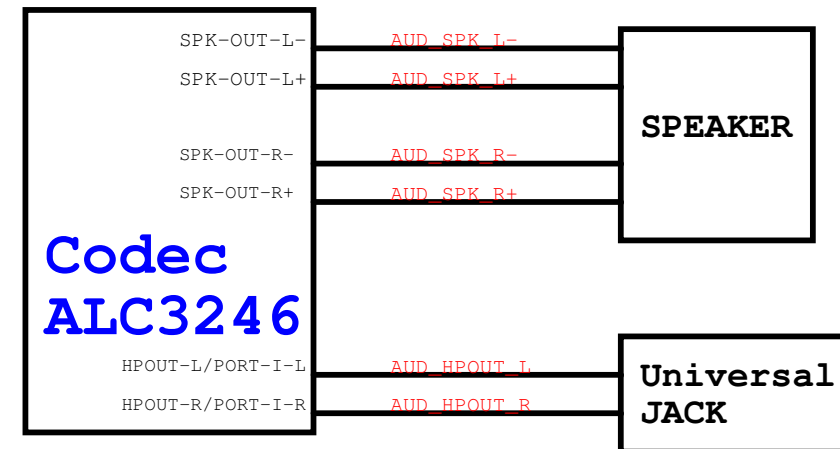 SPK-OUT-L- AUD_SPK_L-
SPK-OUT-L+ AUD_SPK_L+
SPEAKER
SPK-OUT-R- AUD_SPK_R-
SPK-OUT-R+ AUD_SPK_R+
Codec
ALC3246
HPOUT-L/PORT-I-L AUD_HPOUT_L
HPOUT-R/PORT-I-R AUD_HPOUT_R
Universal
JACK